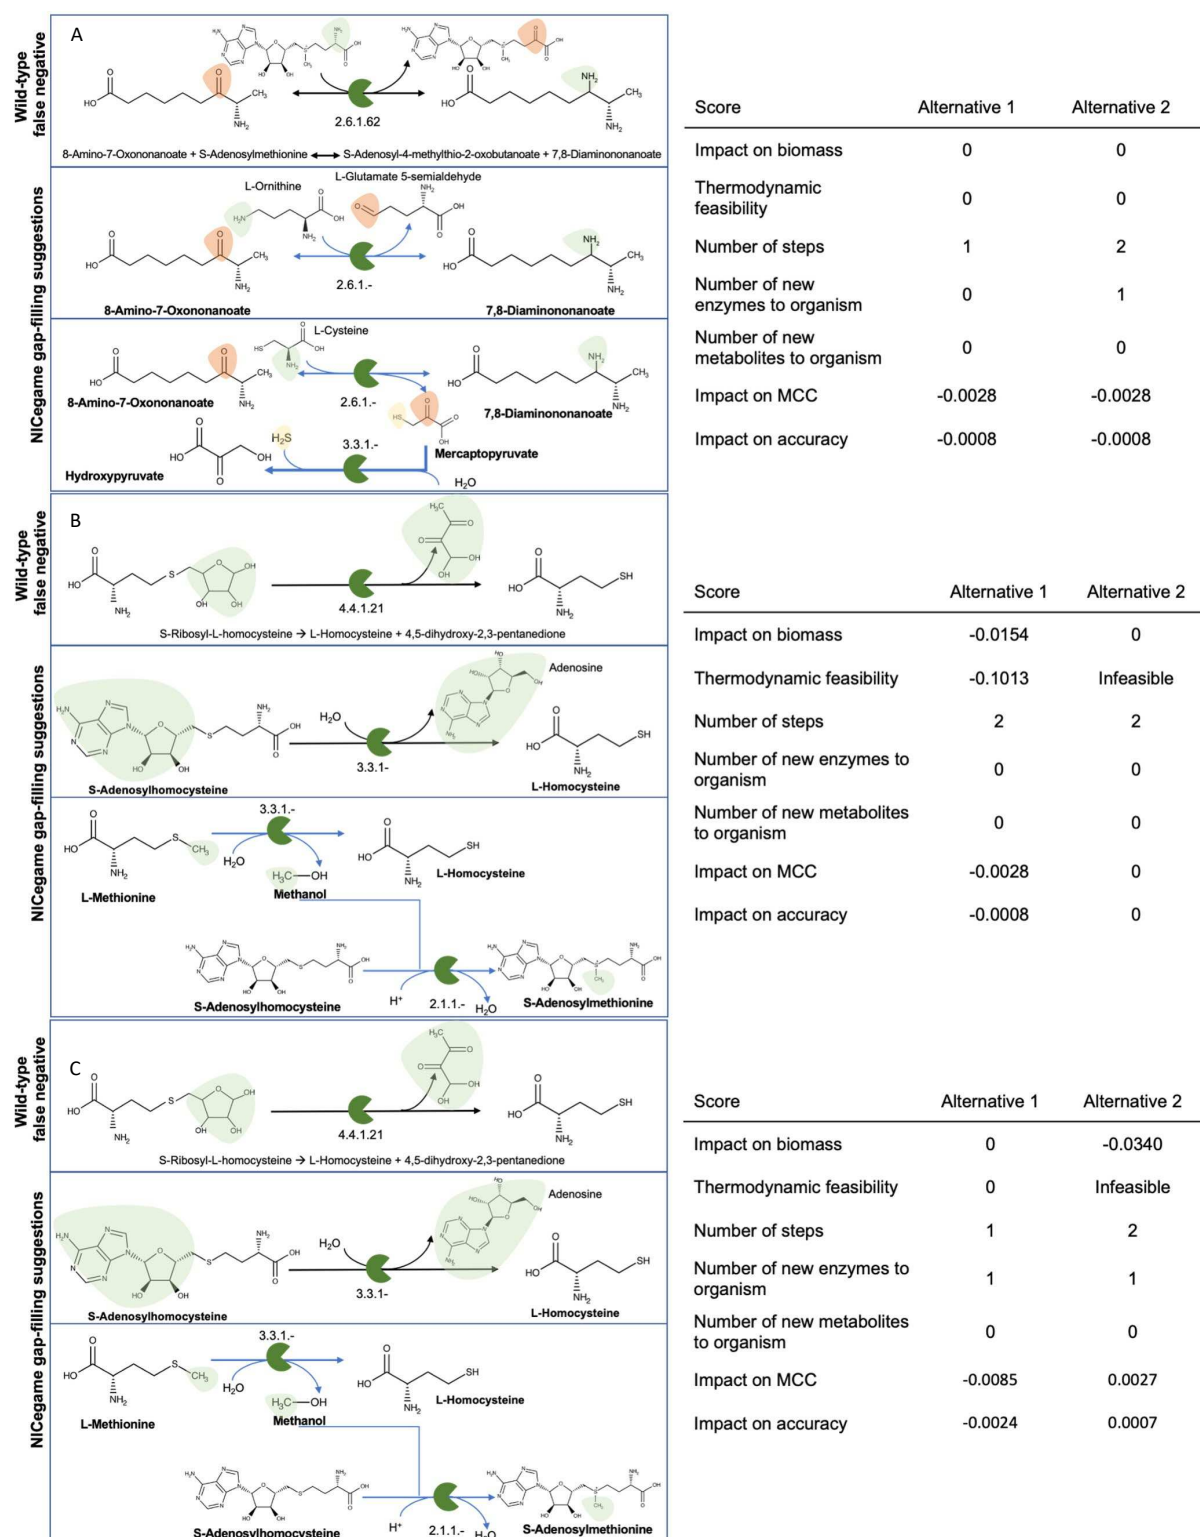 Wild-type
false negative
A
2.6.1.62
8-Amino-7-Oxononanoate + S-Adenosylmethionine ↔ S-Adenosyl-4-methylthio-2-oxobutanoate + 7,8-Diaminononanoate
NICegame gap-filling suggestions
L-Ornithine
L-Glutamate 5-semialdehyde
2.6.1.-
8-Amino-7-Oxononanoate
7,8-Diaminononanoate
L-Cysteine
2.6.1.-
8-Amino-7-Oxononanoate
7,8-Diaminononanoate
Mercaptopyruvate
H₂S
3.3.1.-
Hydroxypyruvate
H₂O
Score Alternative 1 Alternative 2
Impact on biomass 0 0
Thermodynamic
feasibility 0 0
Number of steps 1 2
Number of new
enzymes to organism 0 1
Number of new
metabolites to organism 0 0
Impact on MCC -0.0028 -0.0028
Impact on accuracy -0.0008 -0.0008
Wild-type
false negative
B
4.4.1.21
S-Ribosyl-L-homocysteine → L-Homocysteine + 4,5-dihydroxy-2,3-pentanedione
NICegame gap-filling suggestions
Adenosine
H₂O
3.3.1-
S-Adenosylhomocysteine
L-Homocysteine
3.3.1.-
H₂O
H₃C—OH
Methanol
L-Methionine
L-Homocysteine
S-Adenosylhomocysteine
H⁺
2.1.1.-
H₂O
S-Adenosylmethionine
Score Alternative 1 Alternative 2
Impact on biomass -0.0154 0
Thermodynamic feasibility -0.1013 Infeasible
Number of steps 2 2
Number of new enzymes to
organism 0 0
Number of new metabolites
to organism 0 0
Impact on MCC -0.0028 0
Impact on accuracy -0.0008 0
Wild-type
false negative
C
4.4.1.21
S-Ribosyl-L-homocysteine → L-Homocysteine + 4,5-dihydroxy-2,3-pentanedione
NICegame gap-filling suggestions
Adenosine
H₂O
3.3.1-
S-Adenosylhomocysteine
L-Homocysteine
3.3.1.-
H₂O
H₃C—OH
Methanol
L-Methionine
L-Homocysteine
S-Adenosylhomocysteine
H⁺
2.1.1.-
H₂O
S-Adenosylmethionine
Score Alternative 1 Alternative 2
Impact on biomass 0 -0.0340
Thermodynamic feasibility 0 Infeasible
Number of steps 1 2
Number of new enzymes to
organism 1 1
Number of new metabolites
to organism 0 0
Impact on MCC -0.0085 0.0027
Impact on accuracy -0.0024 0.0007